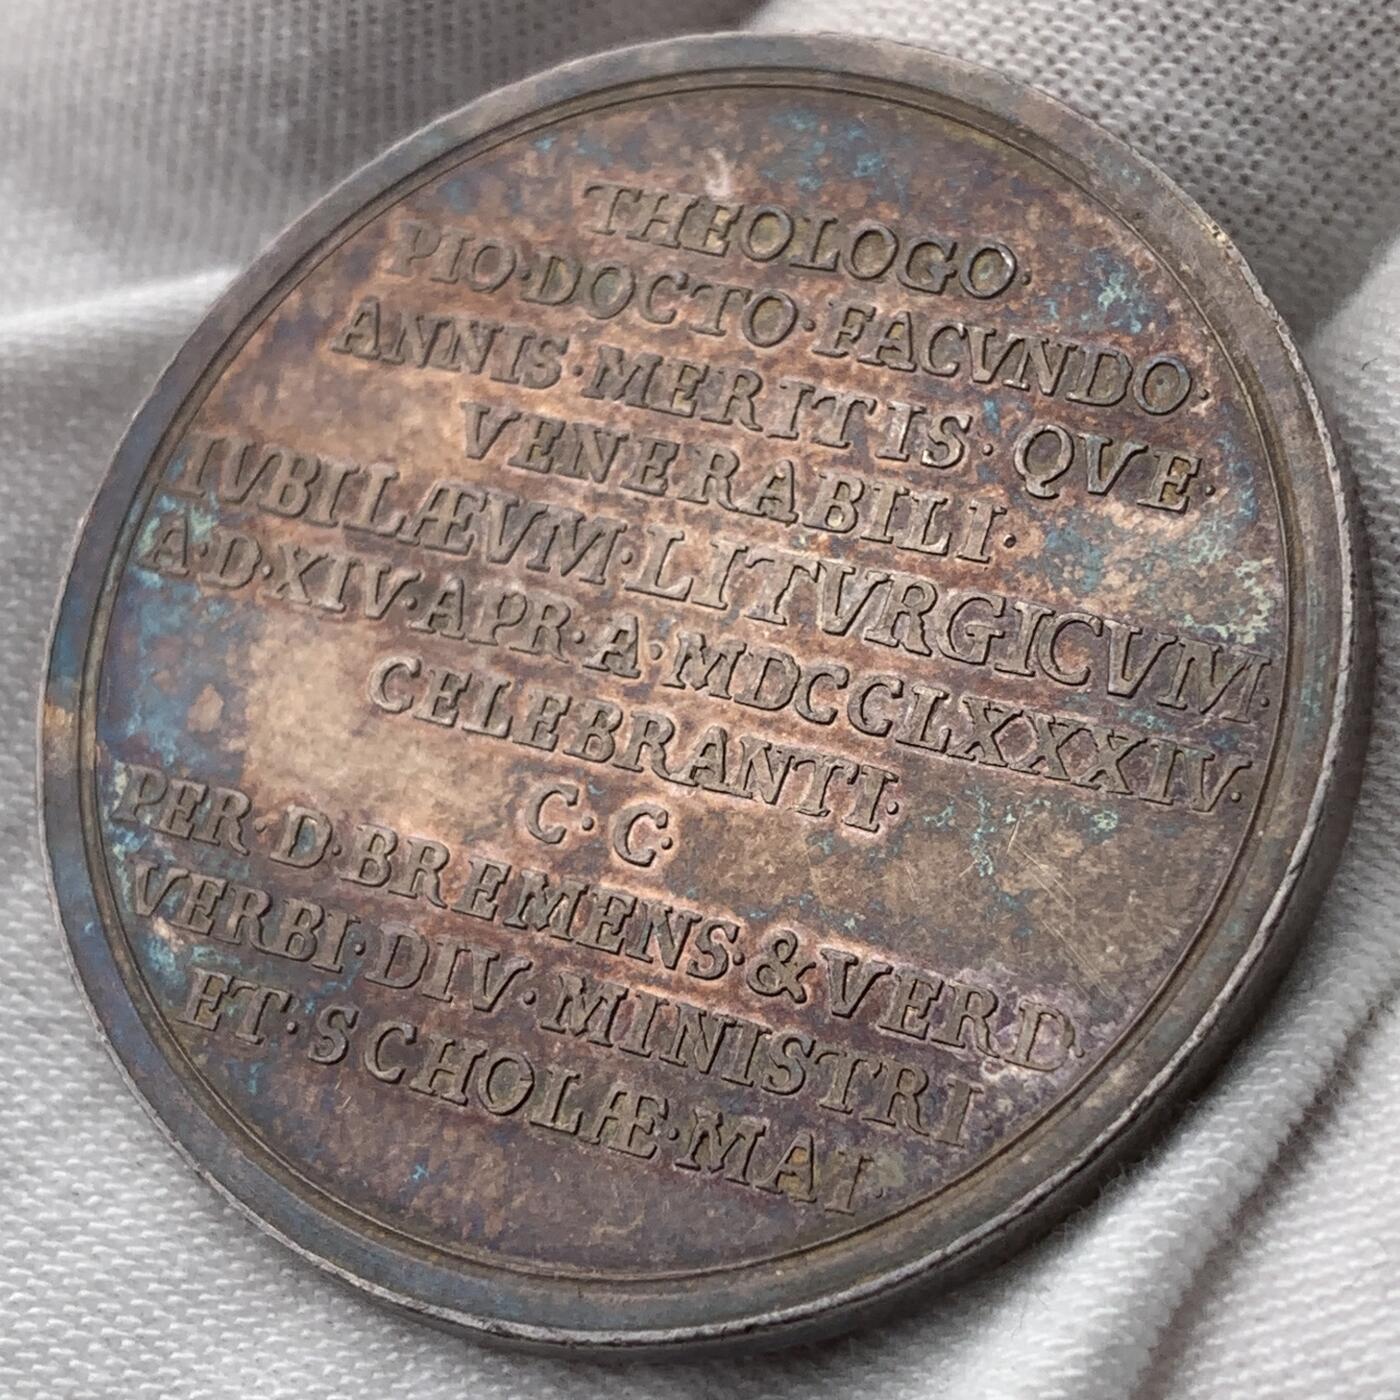 THEOLOGO·
PIO·DOCTO·FACVNDO·
ANNIS·MERITIS·QVE·
VENERABILI·
IVBILÆVM·LITVRGICVM·
A·D·XIV·APR·A·MDCCLXXXIV·
CELEBRANTI·
C·C·
PER·D·BREMENS·&VERD·
VERBI·DIV·MINISTRI
ET·SCHOLÆ·MAI·